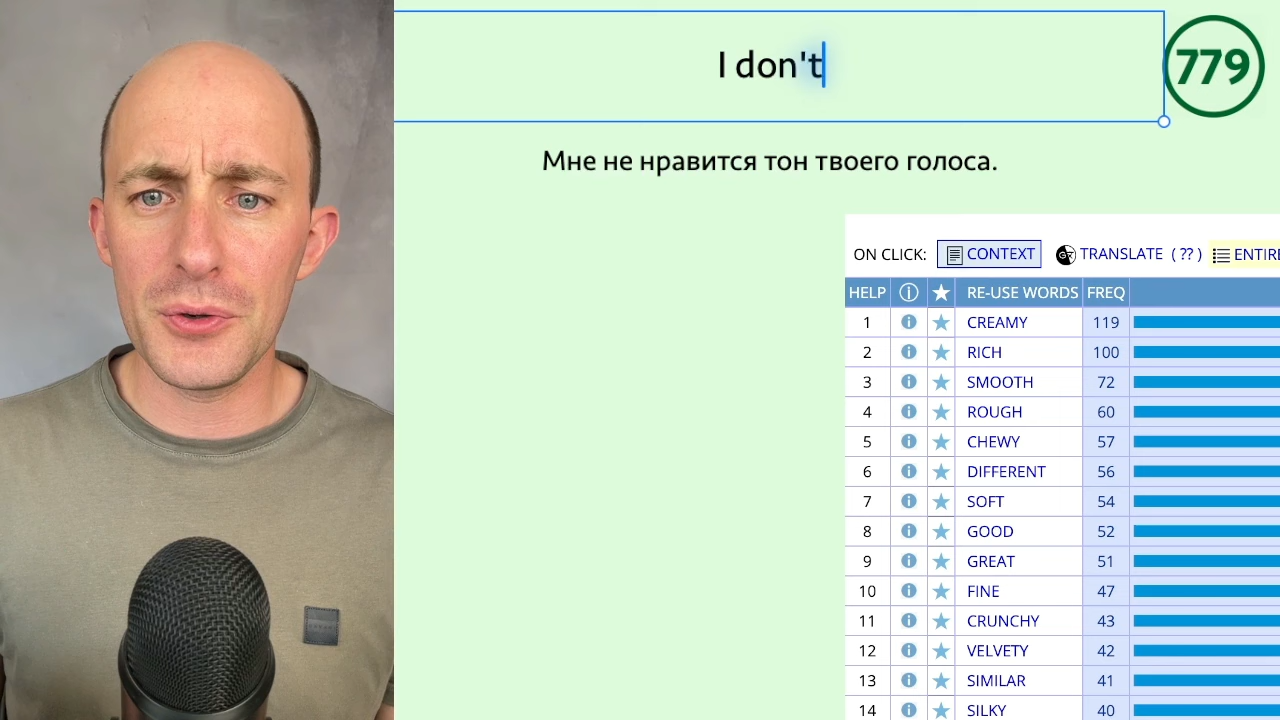 I don't
779
Мне не нравится тон твоего голоса.
ON CLICK: CONTEXT TRANSLATE ( ?? ) ENTIRE
HELP RE-USE WORDS FREQ
1 CREAMY 119
2 RICH 100
3 SMOOTH 72
4 ROUGH 60
5 CHEWY 57
6 DIFFERENT 56
7 SOFT 54
8 GOOD 52
9 GREAT 51
10 FINE 47
11 CRUNCHY 43
12 VELVETY 42
13 SIMILAR 41
14 SILKY 40